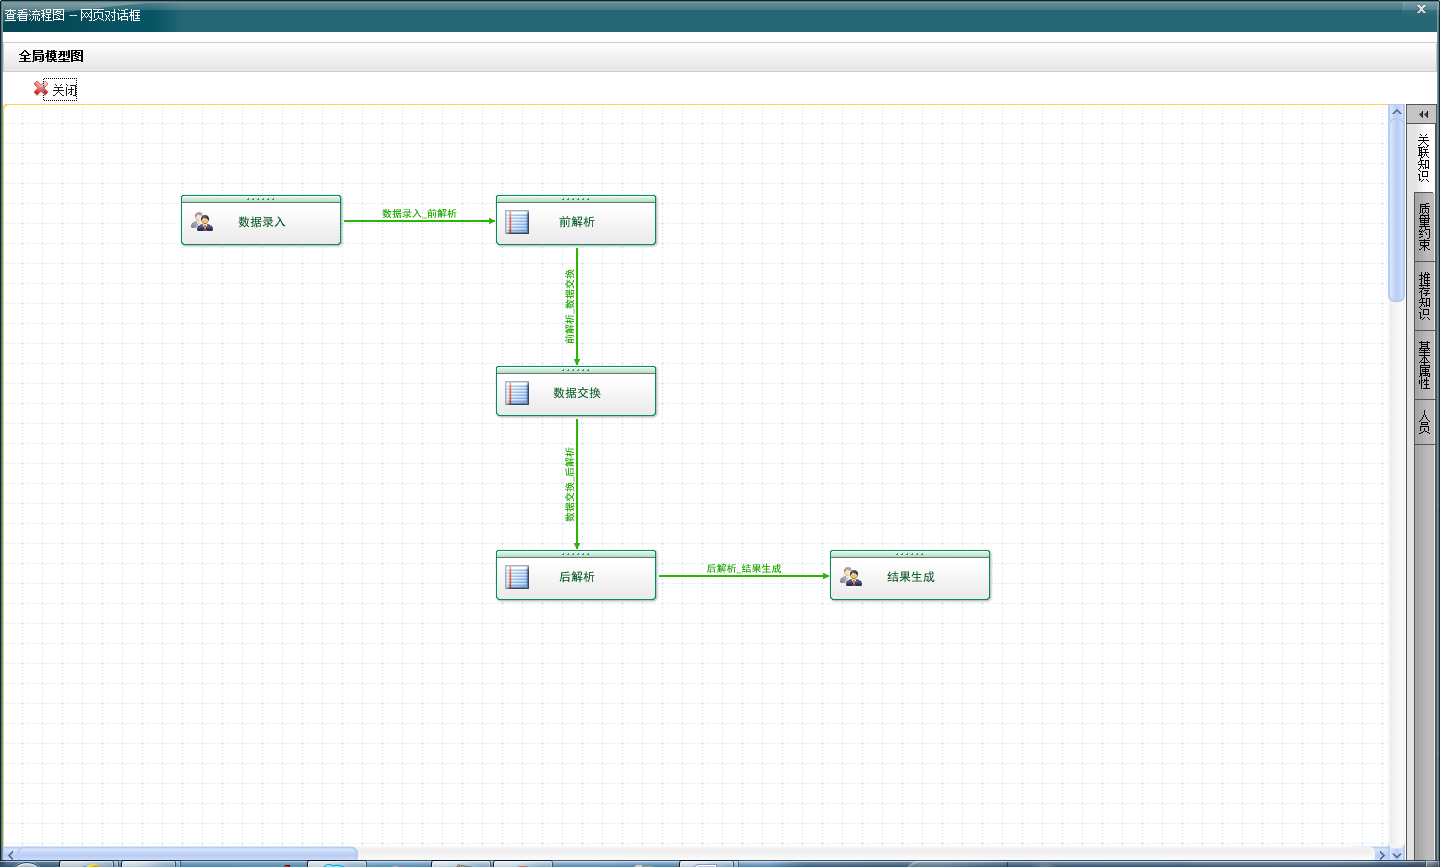 查看流程图 -- 网页对话框
全局模型图
关闭
数据录入
数据录入_前解析
前解析
前解析_数据交换
数据交换
数据交换_后解析
后解析
后解析_结果生成
结果生成
关联知识
质量约束
推荐知识
基本属性
人员